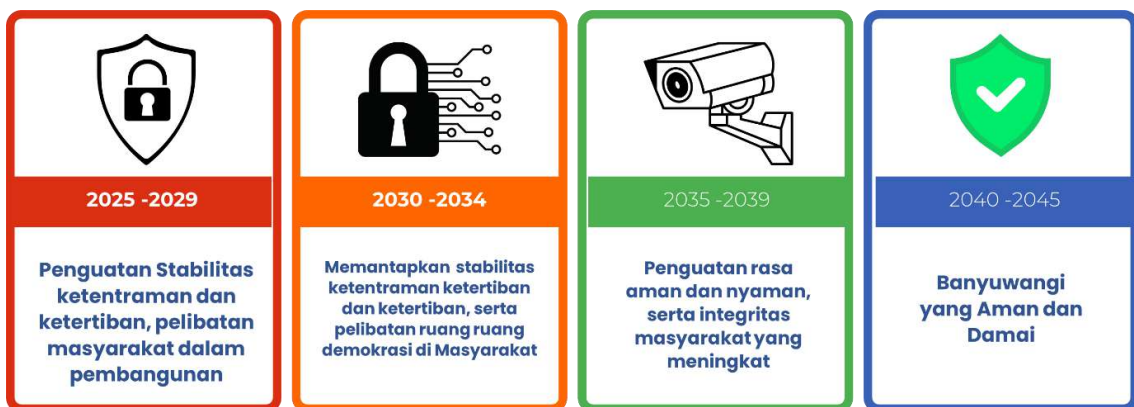 2025 -2029
Penguatan Stabilitas
ketentraman dan
ketertiban, pelibatan
masyarakat dalam
pembangunan
2030 -2034
Memantapkan stabilitas
ketentraman ketertiban
dan ketertiban, serta
pelibatan ruang ruang
demokrasi di Masyarakat
2035 -2039
Penguatan rasa
aman dan nyaman,
serta integritas
masyarakat yang
meningkat
2040 -2045
Banyuwangi
yang Aman dan
Damai